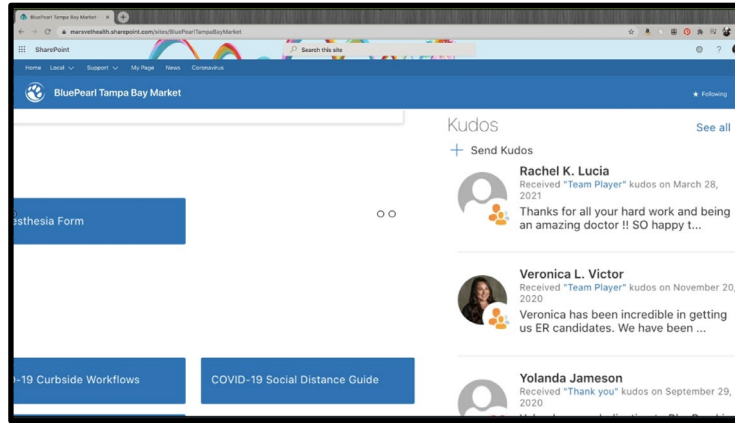 BluePearl Tampa Bay Market
marsvethealth.sharepoint.com/sites/BluePearlTampaBayMarket
SharePoint
Search this site
Home Local Support My Page News Coronavirus
BluePearl Tampa Bay Market
Following
esthesia Form
-19 Curbside Workflows
COVID-19 Social Distance Guide
Kudos
See all
Send Kudos
Rachel K. Lucia
Received "Team Player" kudos on March 28,
2021
Thanks for all your hard work and being
an amazing doctor !! SO happy t...
Veronica L. Victor
Received "Team Player" kudos on November 20,
2020
Veronica has been incredible in getting
us ER candidates. We have been ...
Yolanda Jameson
Received "Thank you" kudos on September 29,
2020